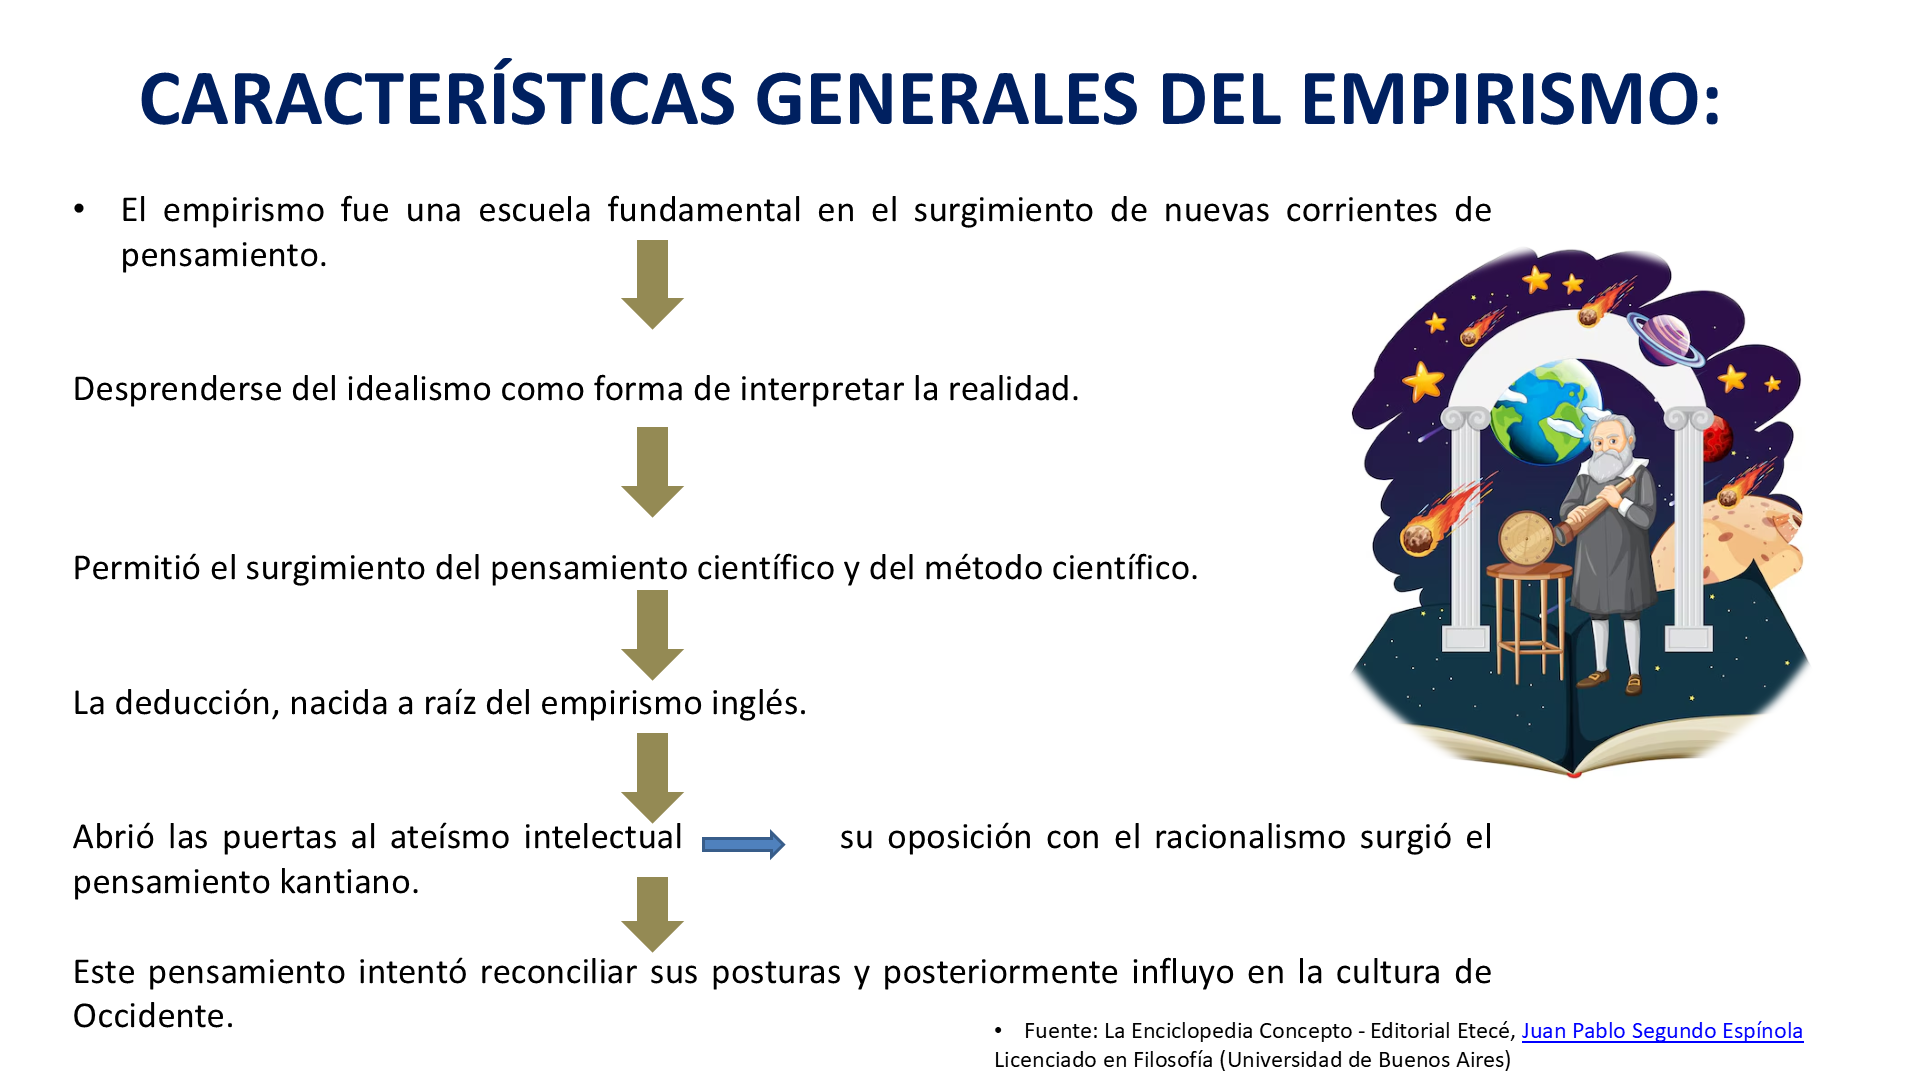 CARACTERÍSTICAS GENERALES DEL EMPIRISMO:
• El empirismo fue una escuela fundamental en el surgimiento de nuevas corrientes de
pensamiento.
Desprenderse del idealismo como forma de interpretar la realidad.
Permitió el surgimiento del pensamiento científico y del método científico.
La deducción, nacida a raíz del empirismo inglés.
Abrió las puertas al ateísmo intelectual su oposición con el racionalismo surgió el
pensamiento kantiano.
Este pensamiento intentó reconciliar sus posturas y posteriormente influyo en la cultura de
Occidente.
• Fuente: La Enciclopedia Concepto - Editorial Etecé, Juan Pablo Segundo Espínola
Licenciado en Filosofía (Universidad de Buenos Aires)